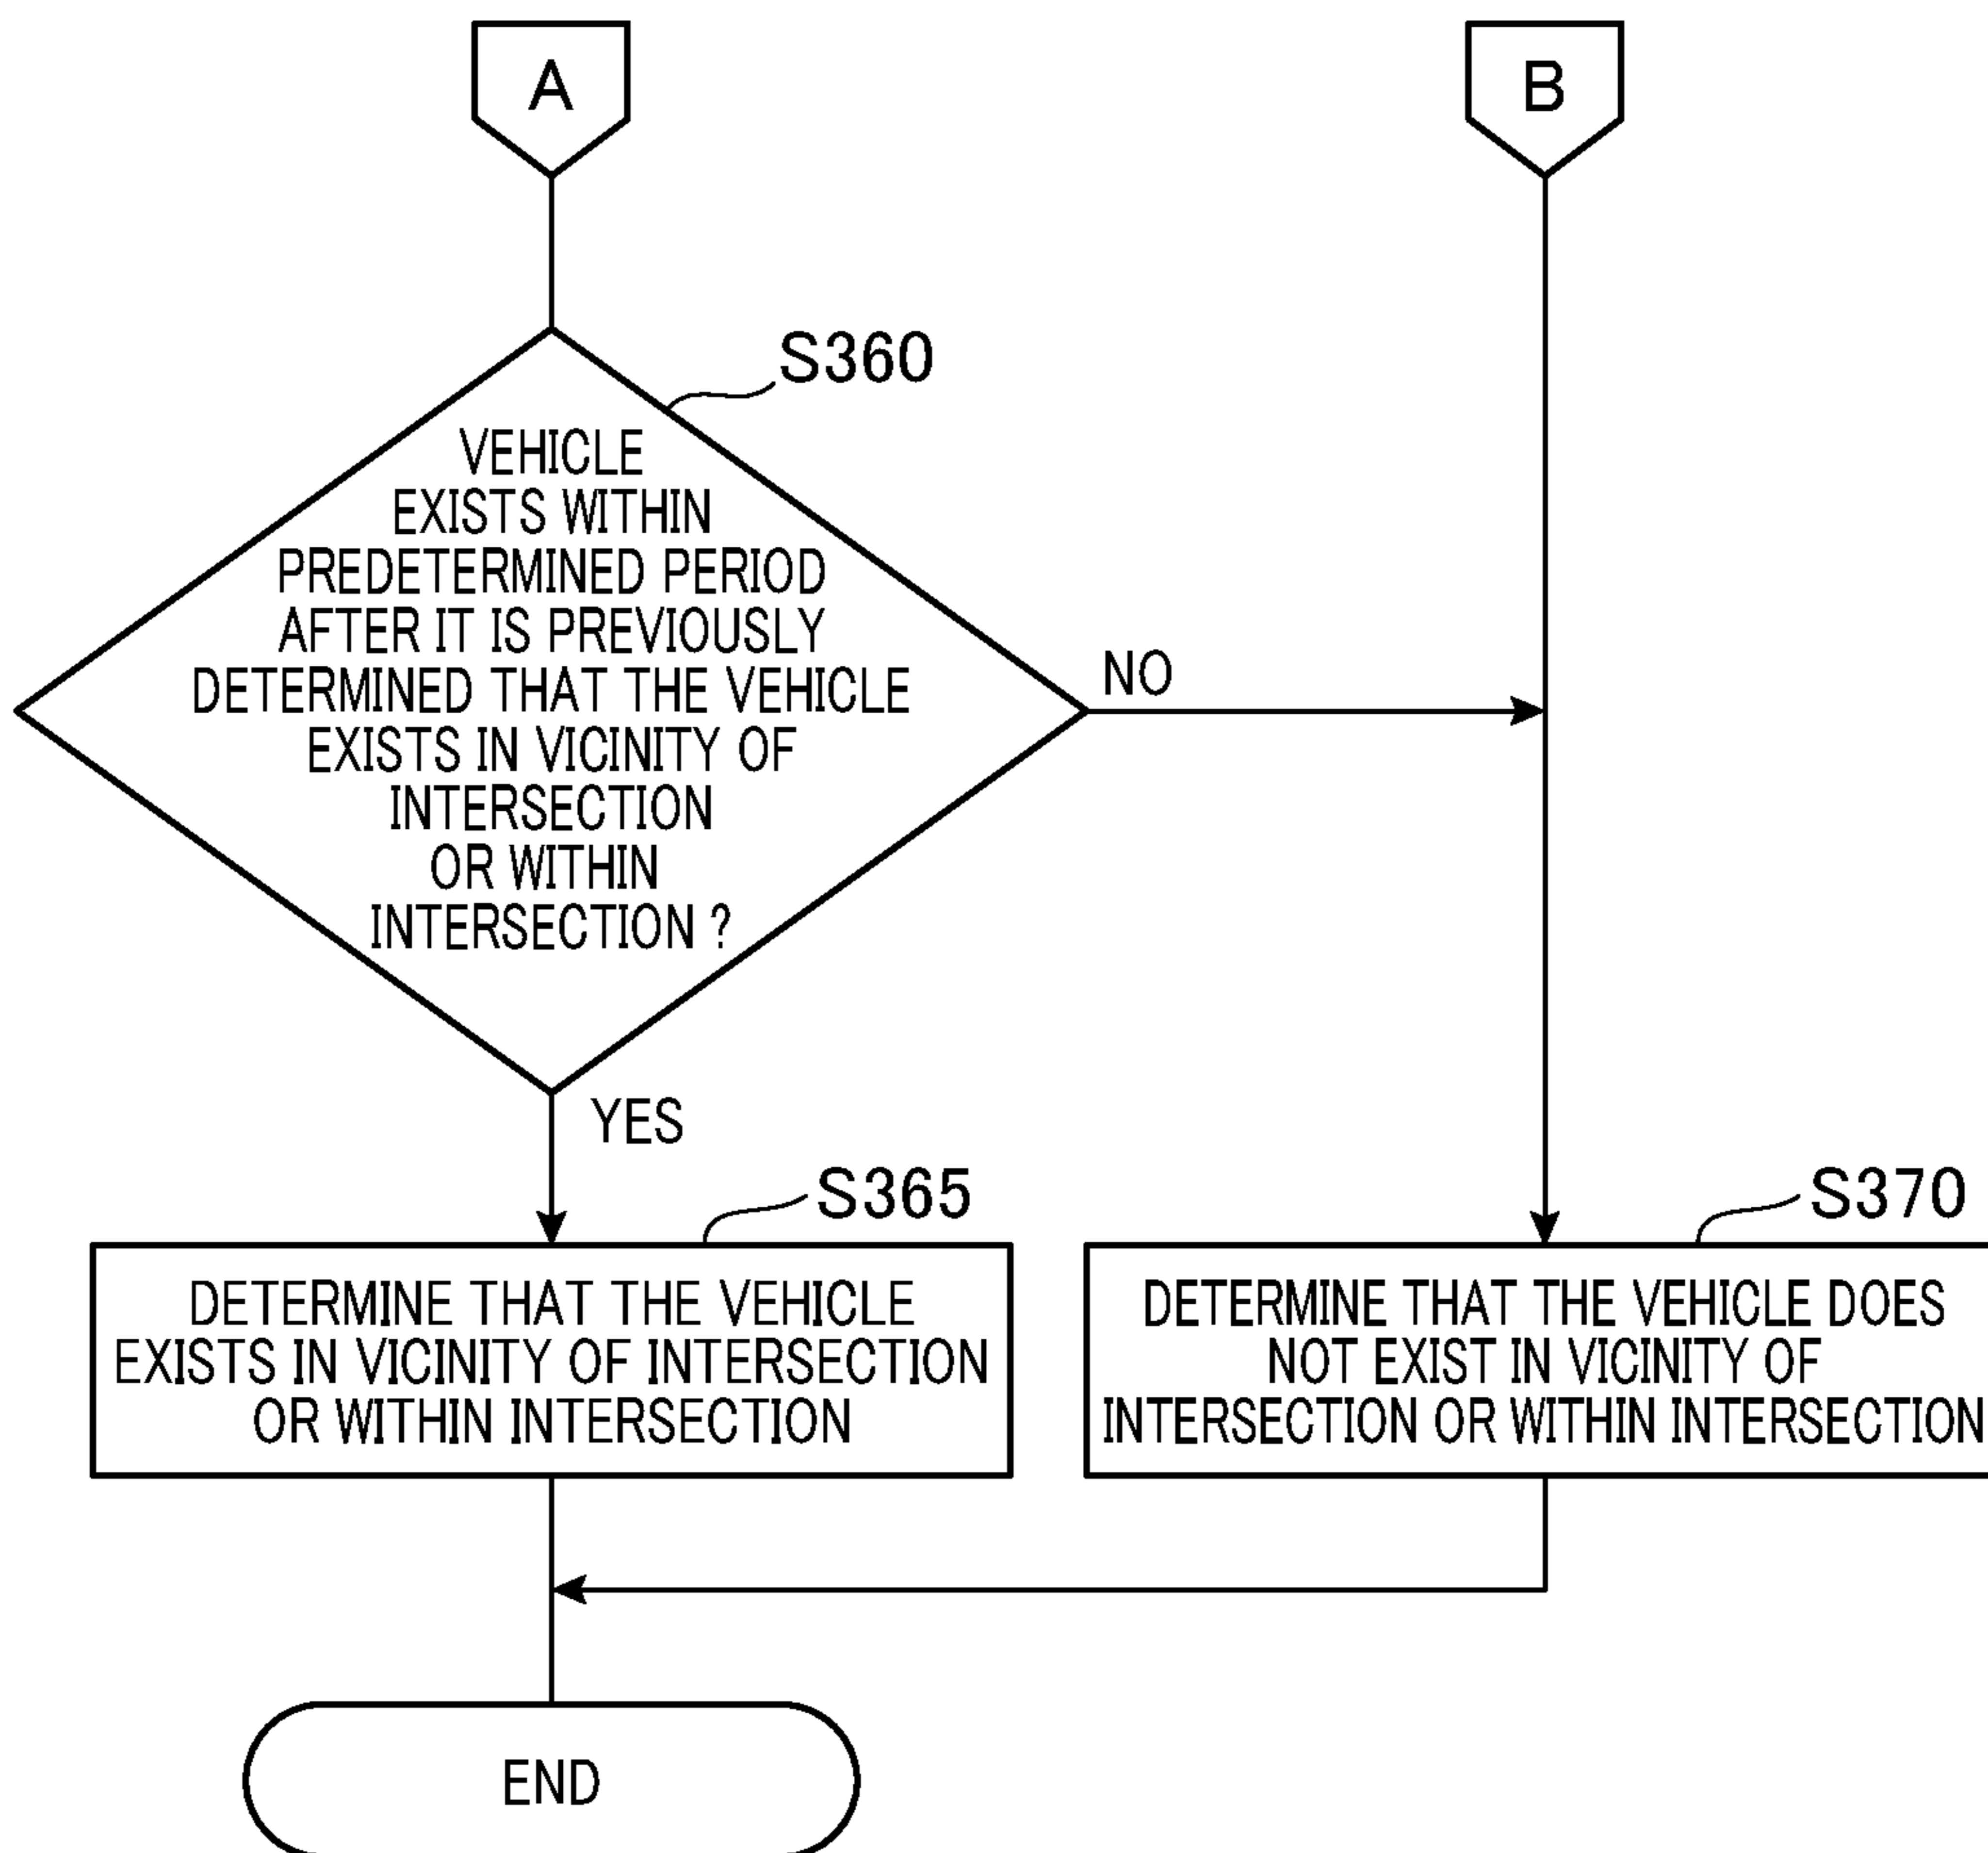 A
B
S360
VEHICLE
EXISTS WITHIN
PREDETERMINED PERIOD
AFTER IT IS PREVIOUSLY
DETERMINED THAT THE VEHICLE
EXISTS IN VICINITY OF
INTERSECTION
OR WITHIN
INTERSECTION ?
NO
YES
S365
DETERMINE THAT THE VEHICLE
EXISTS IN VICINITY OF INTERSECTION
OR WITHIN INTERSECTION
S370
DETERMINE THAT THE VEHICLE DOES
NOT EXIST IN VICINITY OF
INTERSECTION OR WITHIN INTERSECTION
END